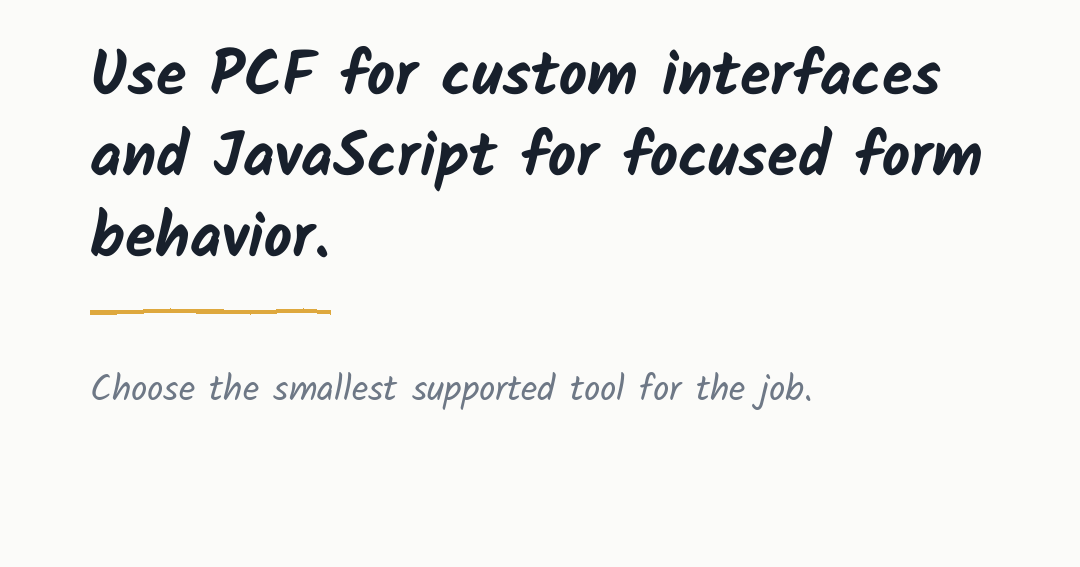 Use PCF for custom interfaces
and JavaScript for focused form
behavior.
Choose the smallest supported tool for the job.